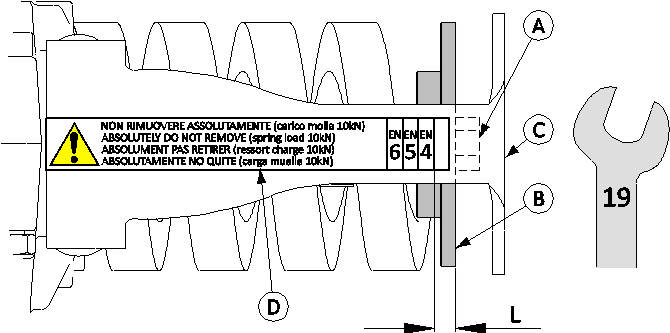 A
NON RIMUOVERE ASSOLUTAMENTE (carico molla 10kN)
ABSOLUTELY DO NOT REMOVE (spring load 10kN)
ABSOLUMENT PAS RETIRER (ressort charge 10kN)
ABSOLUTAMENTE NO QUITE (carga muelle 10kN)
EN EN EN
6 5 4
C
B
19
D
L